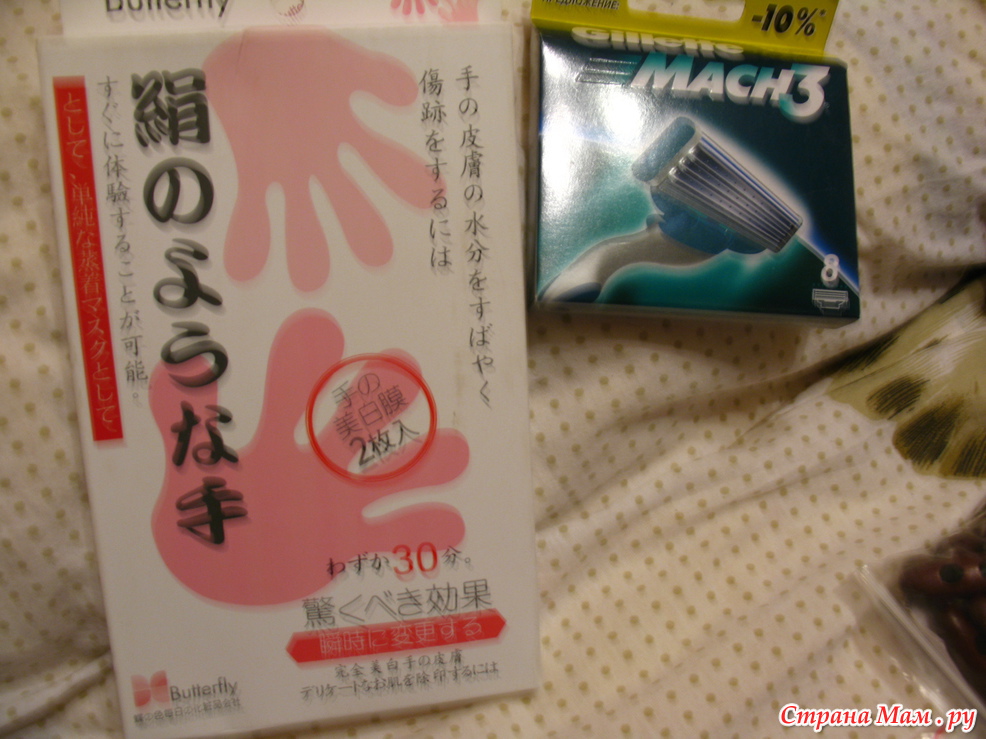 Butterfly
手の皮膚の水分をすばやく
傷跡をするには
絹のような手
すぐに体験することが可能。
として、単純な蒸着マスクとして、
手の
美白膜
2枚入
わずか30分。
驚くべき効果
瞬時に変更する
完全美白手の皮膚
デリケートなお肌を除印するには
Butterfly
ПРЕДЛОЖЕНИЕ:
-10%*
Gillette
MACH3
8
Страна Мам.ру